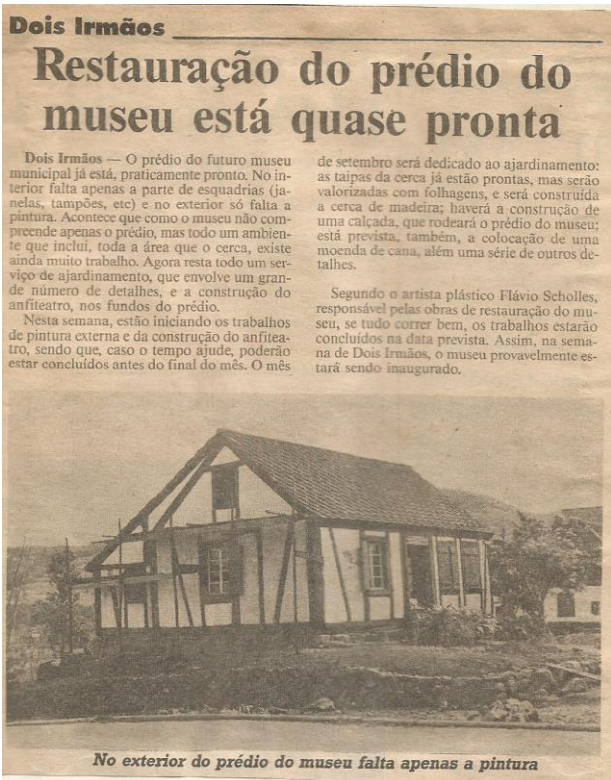 Dois Irmãos
Restauração do prédio do
museu está quase pronta
Dois Irmãos — O prédio do futuro museu
municipal já está, praticamente pronto. No in-
terior falta apenas a parte de esquadrias (ja-
nelas, tampões, etc) e no exterior só falta a
pintura. Acontece que como o museu não com-
preende apenas o prédio, mas todo um ambien-
te que inclui, toda a área que o cerca, existe
ainda muito trabalho. Agora resta todo um ser-
viço de ajardinamento, que envolve um gran-
de número de detalhes, e a construção do
anfiteatro, nos fundos do prédio.
Nesta semana, estão iniciando os trabalhos
de pintura externa e da construção do anfitea-
tro, sendo que, caso o tempo ajude, poderão
estar concluídos antes do final do mês. O mês
de setembro será dedicado ao ajardinamento:
as taipas da cerca já estão prontas, mas serão
valorizadas com folhagens, e será construída
a cerca de madeira; haverá a construção de
uma calçada, que rodeará o prédio do museu;
está prevista, também, a colocação de uma
moenda de cana, além uma série de outros de-
talhes.
Segundo o artista plástico Flávio Scholles,
responsável pelas obras de restauração do mu-
seu, se tudo correr bem, os trabalhos estarão
concluídos na data prevista. Assim, na sema-
na de Dois Irmãos, o museu provavelmente es-
tará sendo inaugurado.
No exterior do prédio do museu falta apenas a pintura